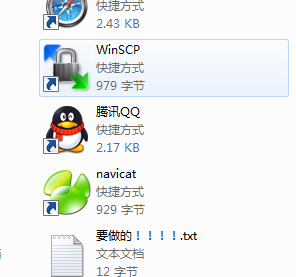 快捷方式
2.43 KB
WinSCP
快捷方式
979 字节
腾讯QQ
快捷方式
2.17 KB
navicat
快捷方式
929 字节
要做的！！！！.txt
文本文档
12 字节